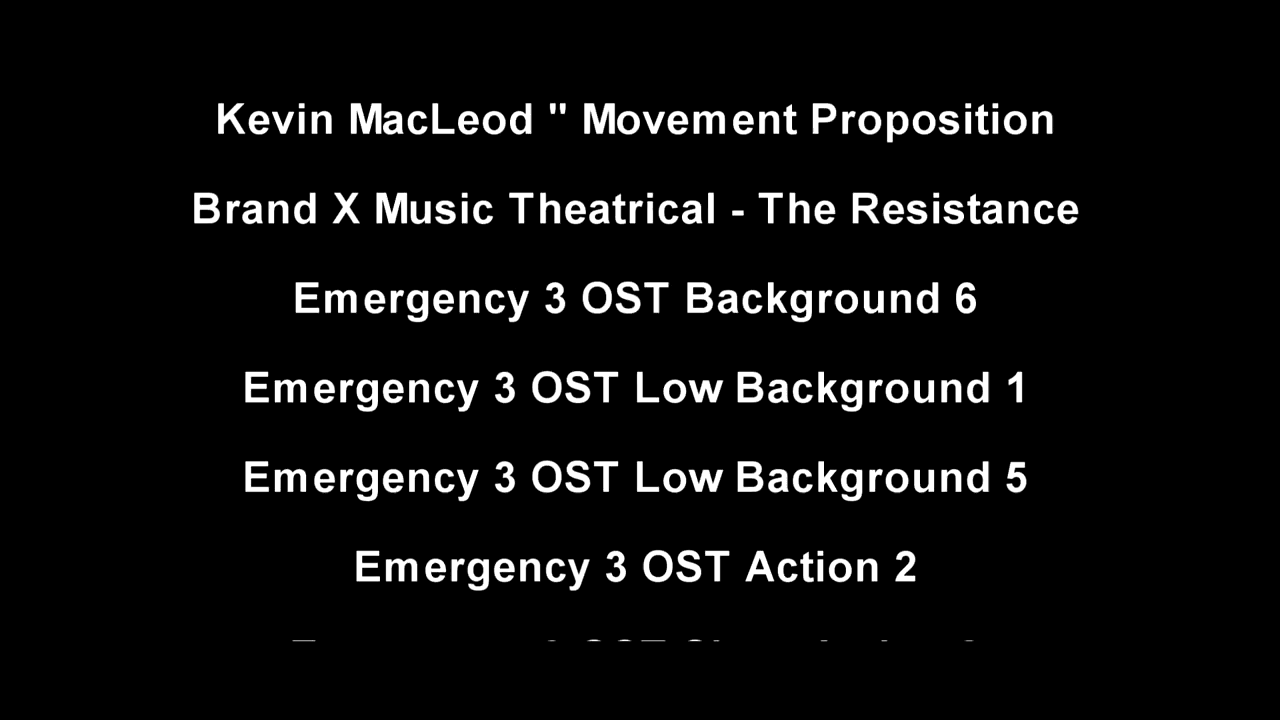 Kevin MacLeod " Movement Proposition
Brand X Music Theatrical - The Resistance
Emergency 3 OST Background 6
Emergency 3 OST Low Background 1
Emergency 3 OST Low Background 5
Emergency 3 OST Action 2